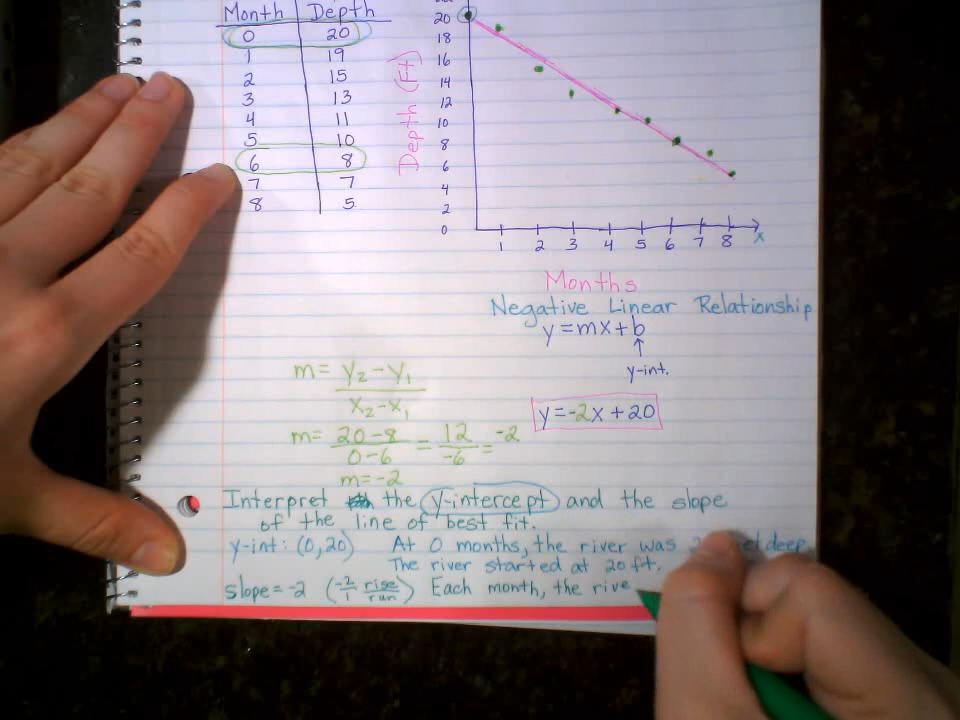 Month Depth
0 20
1 19
2 15
3 13
4 11
5 10
6 8
7 7
8 5
Depth (ft)
20
18
16
14
12
10
8
6
4
2
0
1 2 3 4 5 6 7 8 x
Months
Negative Linear Relationship
y=mx+b
↑
y-int.
y=-2x+20
m= y₂-y₁
x₂-x₁
m= 20-8 = 12 = -2
0-6 -6
m=-2
Interpret the y-intercept and the slope
of the line of best fit.
y-int: (0,20) At 0 months, the river was deep.
The river started at 20 ft.
slope=-2 (-2/1 rise/run) Each month, the rive